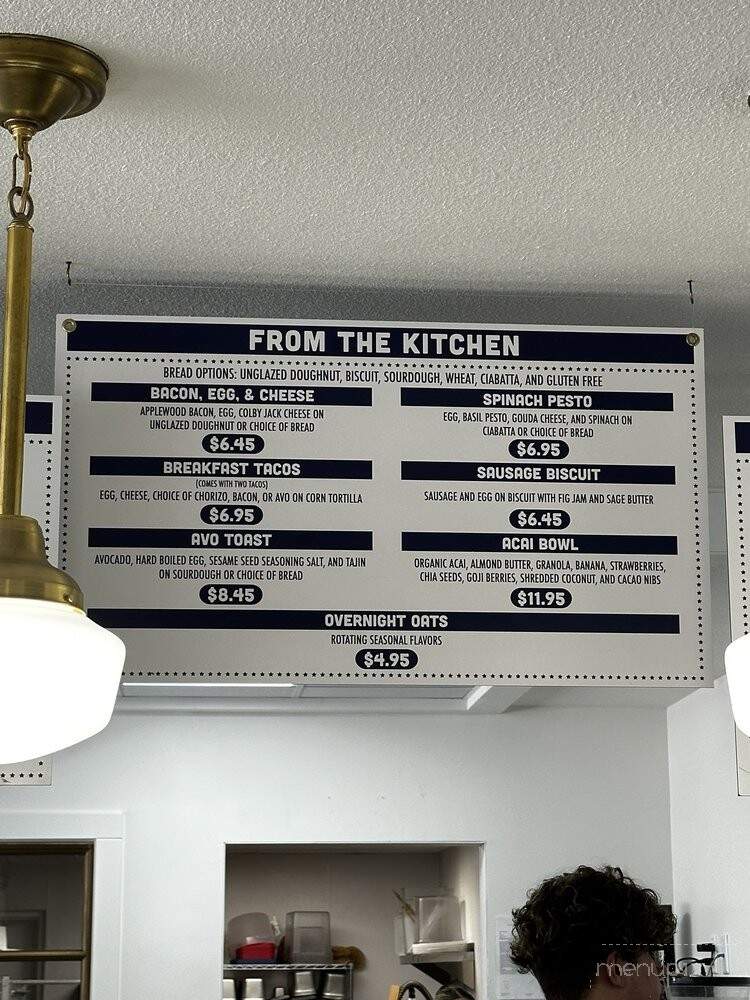 FROM THE KITCHEN
BREAD OPTIONS: UNGLAZED DOUGHNUT, BISCUIT, SOURDOUGH, WHEAT, CIABATTA, AND GLUTEN FREE
BACON, EGG, & CHEESE
APPLEWOOD BACON, EGG, COLBY JACK CHEESE ON
UNGLAZED DOUGHNUT OR CHOICE OF BREAD
$6.45
BREAKFAST TACOS
(COMES WITH TWO TACOS)
EGG, CHEESE, CHOICE OF CHORIZO, BACON, OR AVO ON CORN TORTILLA
$6.95
AVO TOAST
AVOCADO, HARD BOILED EGG, SESAME SEED SEASONING SALT, AND TAJIN
ON SOURDOUGH OR CHOICE OF BREAD
$8.45
SPINACH PESTO
EGG, BASIL PESTO, GOUDA CHEESE, AND SPINACH ON
CIABATTA OR CHOICE OF BREAD
$6.95
SAUSAGE BISCUIT
SAUSAGE AND EGG ON BISCUIT WITH FIG JAM AND SAGE BUTTER
$6.45
ACAI BOWL
ORGANIC ACAI, ALMOND BUTTER, GRANOLA, BANANA, STRAWBERRIES,
CHIA SEEDS, GOJI BERRIES, SHREDDED COCONUT, AND CACAO NIBS
$11.95
OVERNIGHT OATS
ROTATING SEASONAL FLAVORS
$4.95